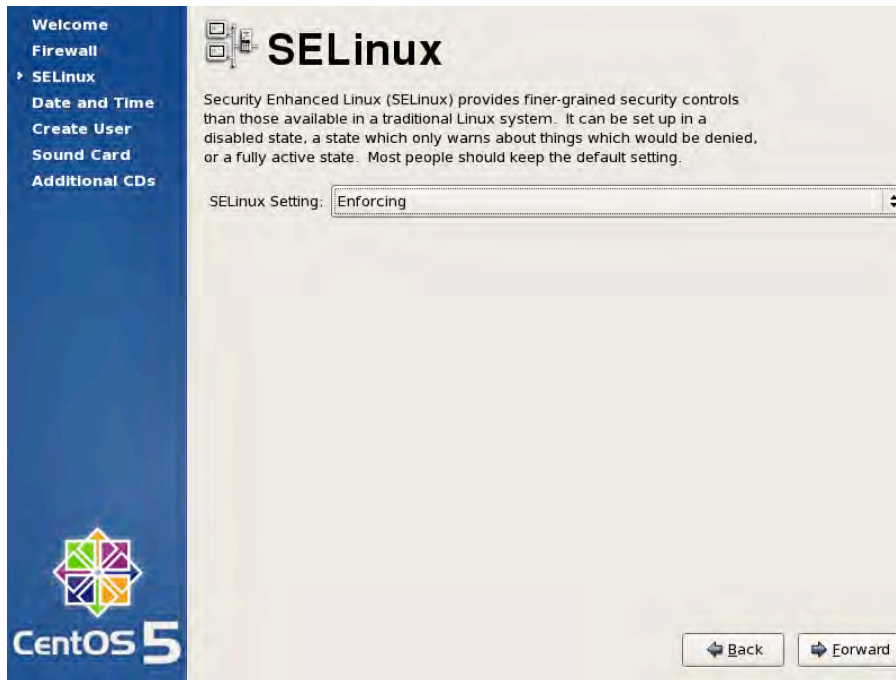 Welcome
Firewall
SELinux
Date and Time
Create User
Sound Card
Additional CDs
CentOS 5
SELinux
Security Enhanced Linux (SELinux) provides finer-grained security controls
than those available in a traditional Linux system.  It can be set up in a
disabled state, a state which only warns about things which would be denied,
or a fully active state.  Most people should keep the default setting.
SELinux Setting: Enforcing
Back
Forward